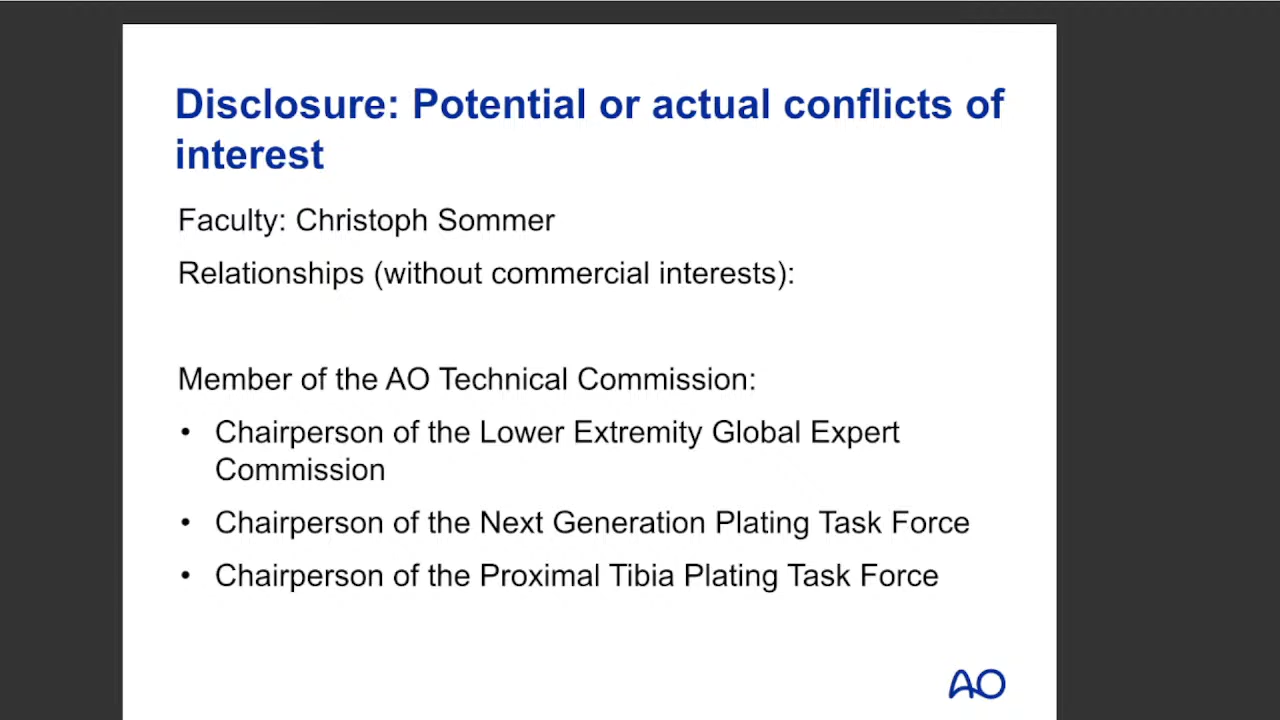 Disclosure: Potential or actual conflicts of
interest
Faculty: Christoph Sommer
Relationships (without commercial interests):
Member of the AO Technical Commission:
• Chairperson of the Lower Extremity Global Expert
Commission
• Chairperson of the Next Generation Plating Task Force
• Chairperson of the Proximal Tibia Plating Task Force
AO